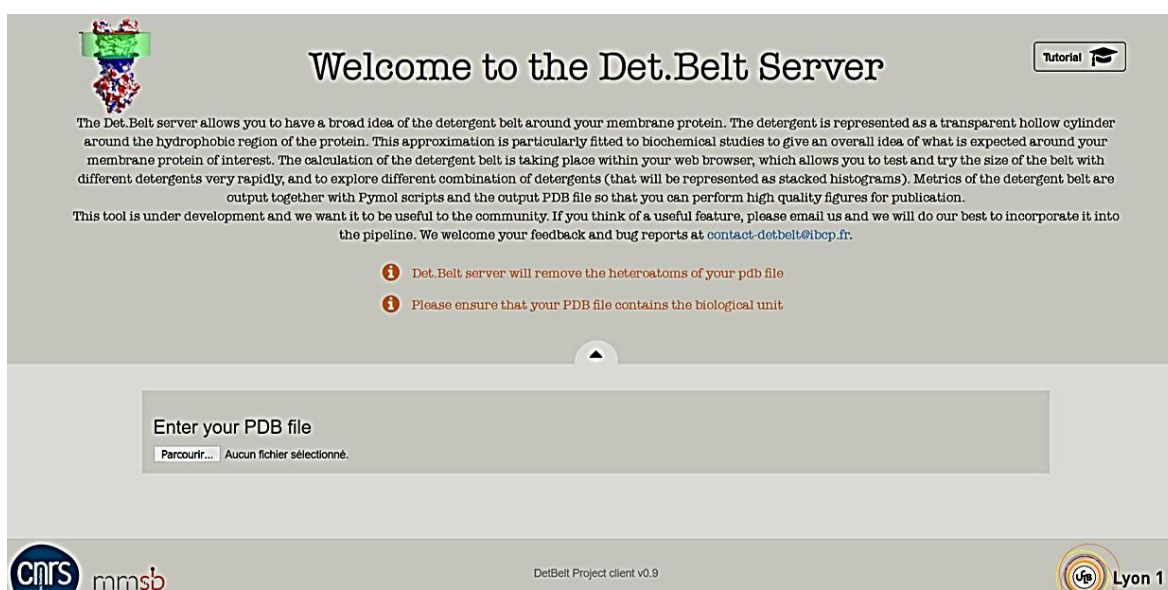 Welcome to the Det.Belt Server
Tutorial
The Det.Belt server allows you to have a broad idea of the detergent belt around your membrane protein. The detergent is represented as a transparent hollow cylinder
around the hydrophobic region of the protein. This approximation is particularly fitted to biochemical studies to give an overall idea of what is expected around your
membrane protein of interest. The calculation of the detergent belt is taking place within your web browser, which allows you to test and try the size of the belt with
different detergents very rapidly, and to explore different combination of detergents (that will be represented as stacked histograms). Metrics of the detergent belt are
output together with Pymol scripts and the output PDB file so that you can perform high quality figures for publication.
This tool is under development and we want it to be useful to the community. If you think of a useful feature, please email us and we will do our best to incorporate it into
the pipeline. We welcome your feedback and bug reports at contact-detbelt@ibcp.fr.
Det.Belt server will remove the heteroatoms of your pdb file
Please ensure that your PDB file contains the biological unit
Enter your PDB file
Parcourir... Aucun fichier sélectionné.
cnrs
mmsb
DetBelt Project client v0.9
UCB
Lyon 1